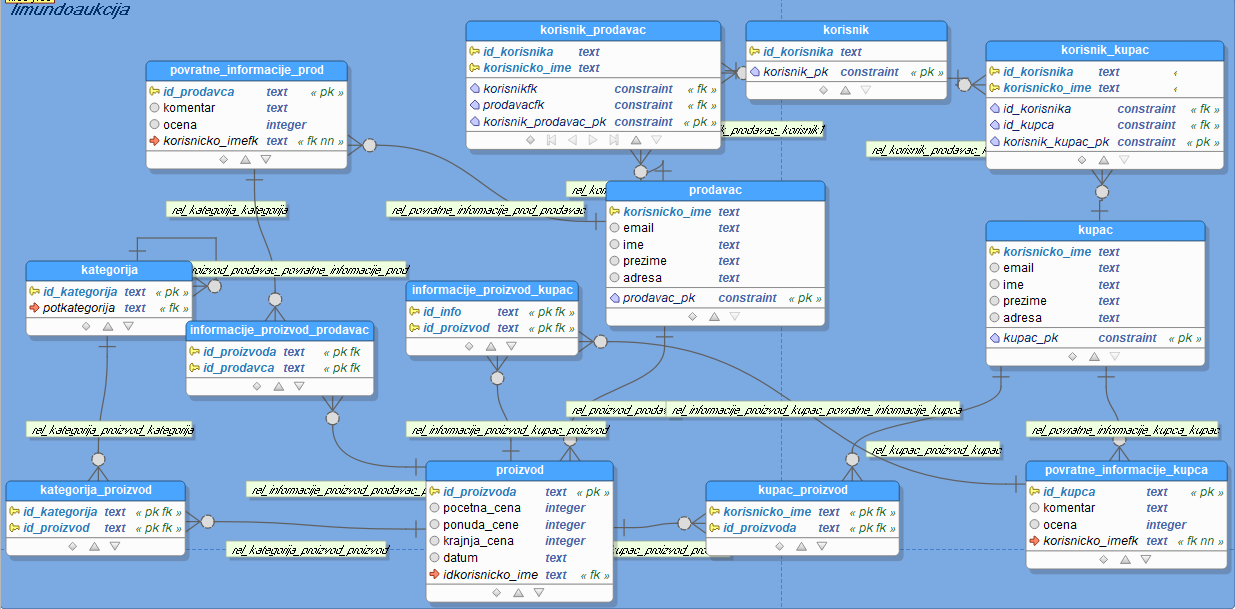 limundoaukcija
korisnik_prodavac
id_korisnika text
korisnicko_ime text
korisnikfk constraint « fk »
prodavacfk constraint « fk »
korisnik_prodavac_pk constraint « pk »
korisnik
id_korisnika text
korisnik_pk constraint « pk »
korisnik_kupac
id_korisnika text
korisnicko_ime text
id_korisnika constraint « fk »
id_kupca constraint « fk »
korisnik_kupac_pk constraint « pk »
povratne_informacije_prod
id_prodavca text « pk »
komentar text
ocena integer
korisnicko_imefk text « fk nn »
k_prodavac_korisnik1
rel_korisnik_prodavac_k
rel_kategorija_kategorija
rel_povratne_informacije_prod_prodavac
rel_kor
prodavac
korisnicko_ime text
email text
ime text
prezime text
adresa text
prodavac_pk constraint « pk »
kupac
korisnicko_ime text
email text
ime text
prezime text
adresa text
kupac_pk constraint « pk »
kategorija
id_kategorija text « pk »
potkategorija text « fk »
roizvod_prodavac_povratne_informacije_prod
informacije_proizvod_kupac
id_info text « pk fk »
id_proizvod text « pk fk »
informacije_proizvod_prodavac
id_proizvoda text « pk fk
id_prodavca text « pk fk
rel_kategorija_proizvod_kategorija
rel_informacije_proizvod_kupac_proizvod
rel_proizvod_prodav
rel_informacije_proizvod_kupac_povratne_informacije_kupca
rel_kupac_proizvod_kupac
rel_povratne_informacije_kupca_kupac
kategorija_proizvod
id_kategorija text « pk fk »
id_proizvod text « pk fk »
rel_informacije_proizvod_prodavac_p
rel_kategorija_proizvod_proizvod
proizvod
id_proizvoda text « pk »
pocetna_cena integer
ponuda_cene integer
krajnja_cena integer
datum text
idkorisnicko_ime text « fk »
kupac_proizvod
korisnicko_ime text « pk fk »
id_proizvoda text « pk fk »
kupac_proizvod_pro
povratne_informacije_kupca
id_kupca text « pk »
komentar text
ocena integer
korisnicko_imefk text « fk nn »